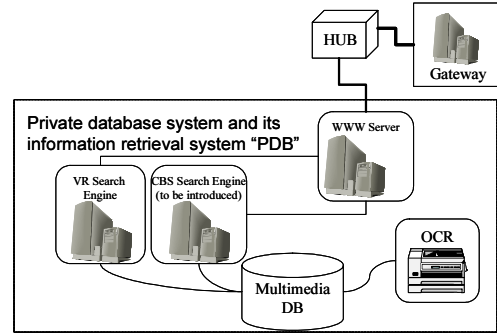 HUB
Gateway
Private database system and its
information retrieval system “PDB”
WWW Server
VR Search
Engine
CBS Search Engine
(to be introduced)
OCR
Multimedia
DB